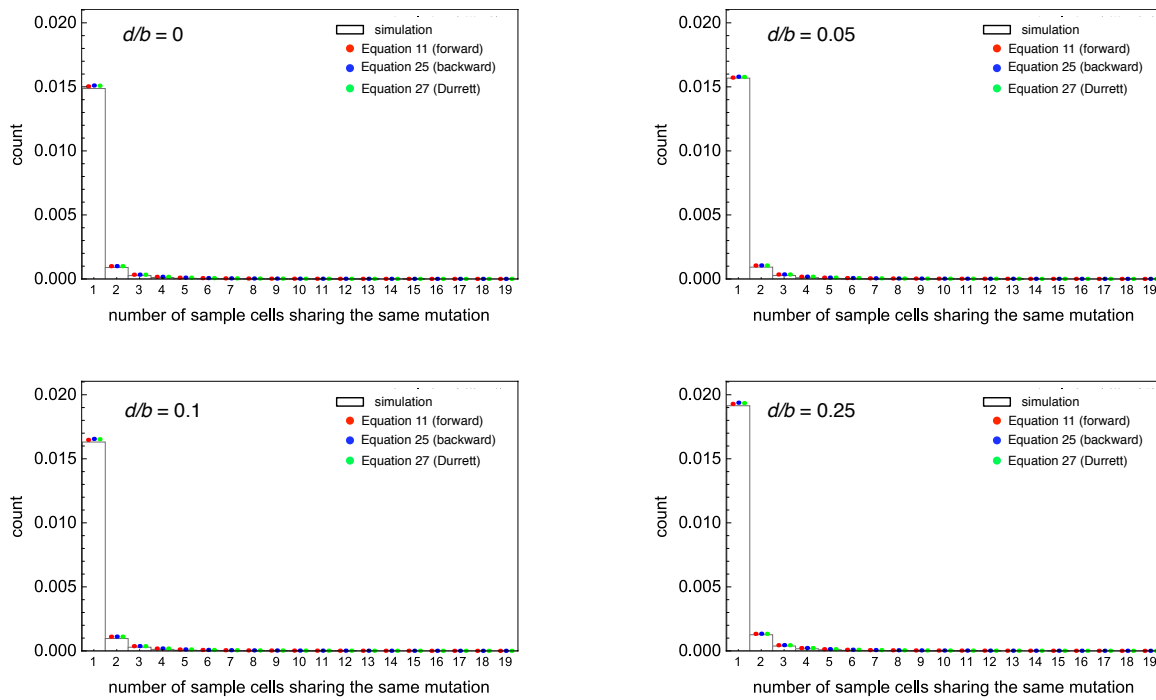 d/b = 0
simulation
Equation 11 (forward)
Equation 25 (backward)
Equation 27 (Durrett)
0.020
0.015
0.010
0.005
0.000
count
1 2 3 4 5 6 7 8 9 10 11 12 13 14 15 16 17 18 19
number of sample cells sharing the same mutation
d/b = 0.05
simulation
Equation 11 (forward)
Equation 25 (backward)
Equation 27 (Durrett)
0.020
0.015
0.010
0.005
0.000
count
1 2 3 4 5 6 7 8 9 10 11 12 13 14 15 16 17 18 19
number of sample cells sharing the same mutation
d/b = 0.1
simulation
Equation 11 (forward)
Equation 25 (backward)
Equation 27 (Durrett)
0.020
0.015
0.010
0.005
0.000
count
1 2 3 4 5 6 7 8 9 10 11 12 13 14 15 16 17 18 19
number of sample cells sharing the same mutation
d/b = 0.25
simulation
Equation 11 (forward)
Equation 25 (backward)
Equation 27 (Durrett)
0.020
0.015
0.010
0.005
0.000
count
1 2 3 4 5 6 7 8 9 10 11 12 13 14 15 16 17 18 19
number of sample cells sharing the same mutation